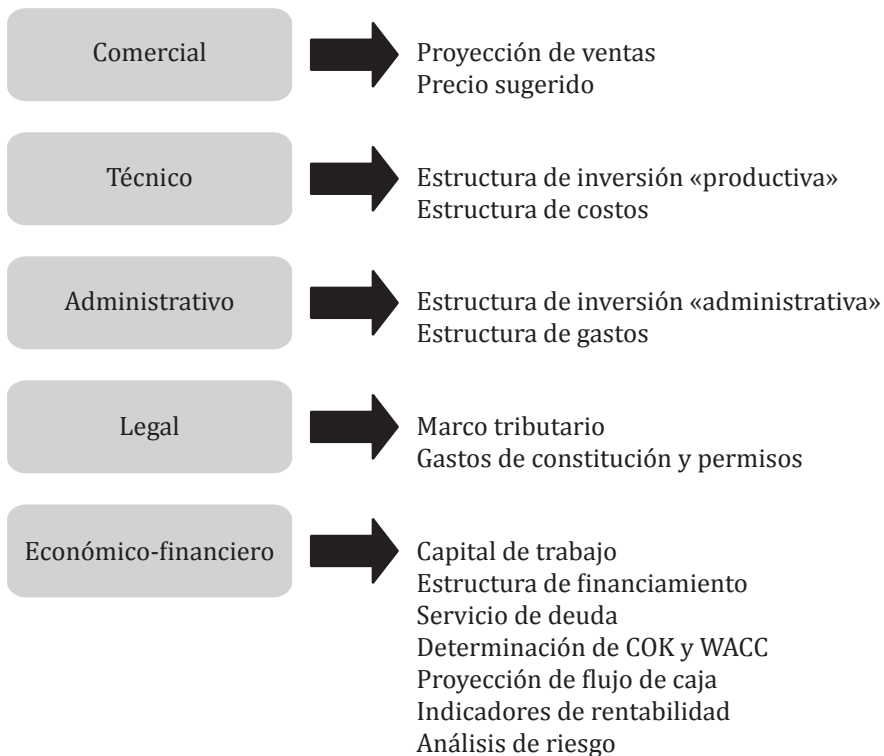 Comercial
Proyección de ventas
Precio sugerido
Técnico
Estructura de inversión «productiva»
Estructura de costos
Administrativo
Estructura de inversión «administrativa»
Estructura de gastos
Legal
Marco tributario
Gastos de constitución y permisos
Económico-financiero
Capital de trabajo
Estructura de financiamiento
Servicio de deuda
Determinación de COK y WACC
Proyección de flujo de caja
Indicadores de rentabilidad
Análisis de riesgo